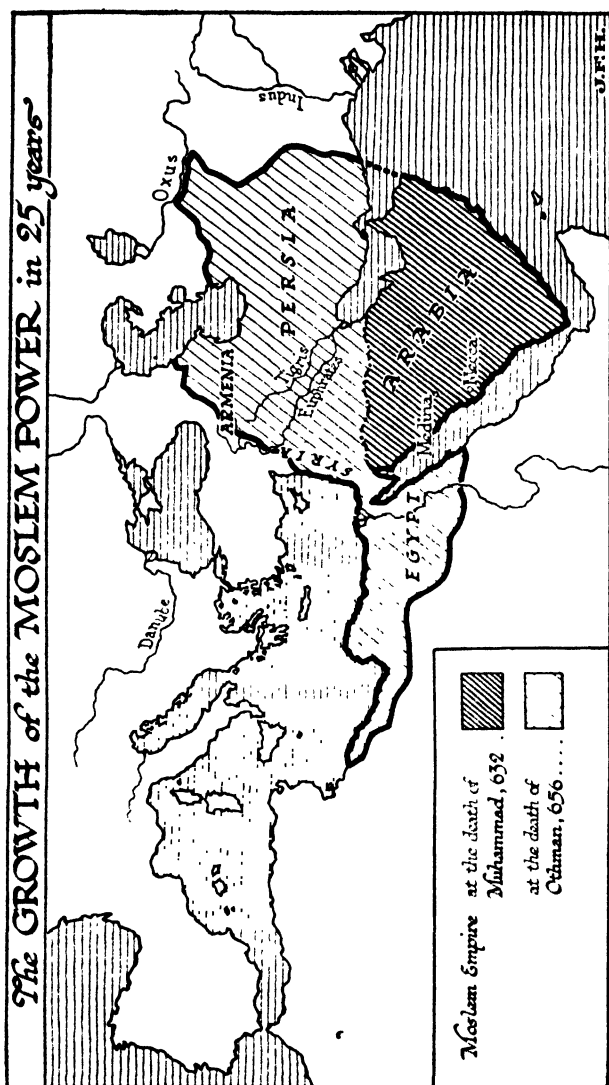 The GROWTH of the MOSLEM POWER in 25 years
Danube
Oxus
Indus
ARMENIA
PERSIA
Tigris
Euphrates
SYRIA
ARABIA
Medina
Mecca
EGYPT
Moslem Empire at the death of
Muhammad, 632 ..
at the death of
Othman, 656.....
J.F.H.